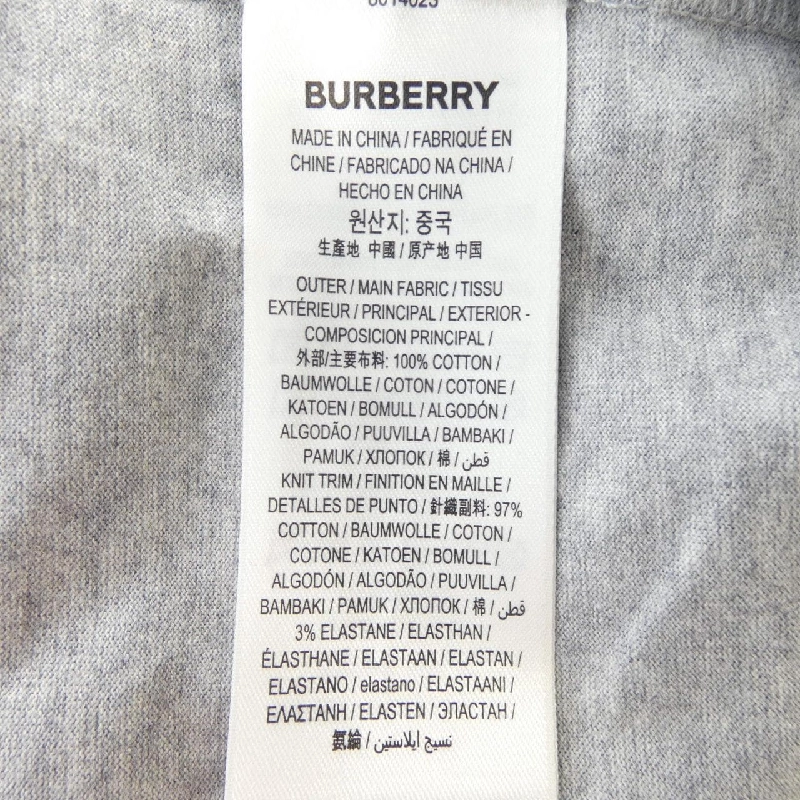 8014023
BURBERRY
MADE IN CHINA / FABRIQUÉ EN
CHINE / FABRICADO NA CHINA /
HECHO EN CHINA
원산지: 중국
生產地 中國 / 原产地 中国
OUTER / MAIN FABRIC / TISSU
EXTÉRIEUR / PRINCIPAL / EXTERIOR -
COMPOSICION PRINCIPAL /
外部/主要布料: 100% COTTON /
BAUMWOLLE / COTON / COTONE /
KATOEN / BOMULL / ALGODÓN /
ALGODÃO / PUUVILLA / BAMBAKI /
PAMUK / ХЛОПОК / 棉 / قطن
KNIT TRIM / FINITION EN MAILLE /
DETALLES DE PUNTO / 針織副料: 97%
COTTON / BAUMWOLLE / COTON /
COTONE / KATOEN / BOMULL /
ALGODÓN / ALGODÃO / PUUVILLA /
BAMBAKI / PAMUK / ХЛОПОК / 棉 / قطن
3% ELASTANE / ELASTHAN /
ÉLASTHANE / ELASTAAN / ELASTAN /
ELASTANO / elastano / ELASTAANI /
ΕΛΑΣΤΑΝΗ / ELASTEN / ЭЛАСТАН /
氨綸 / نسيج ايلاستين